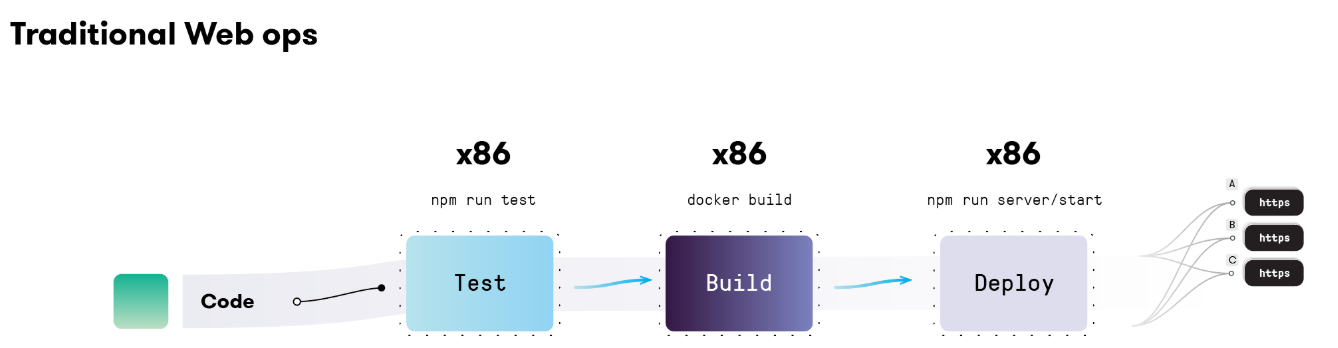 Traditional Web ops
x86
x86
x86
npm run test
docker build
npm run server/start
A
https
B
https
C
https
Code
Test
Build
Deploy